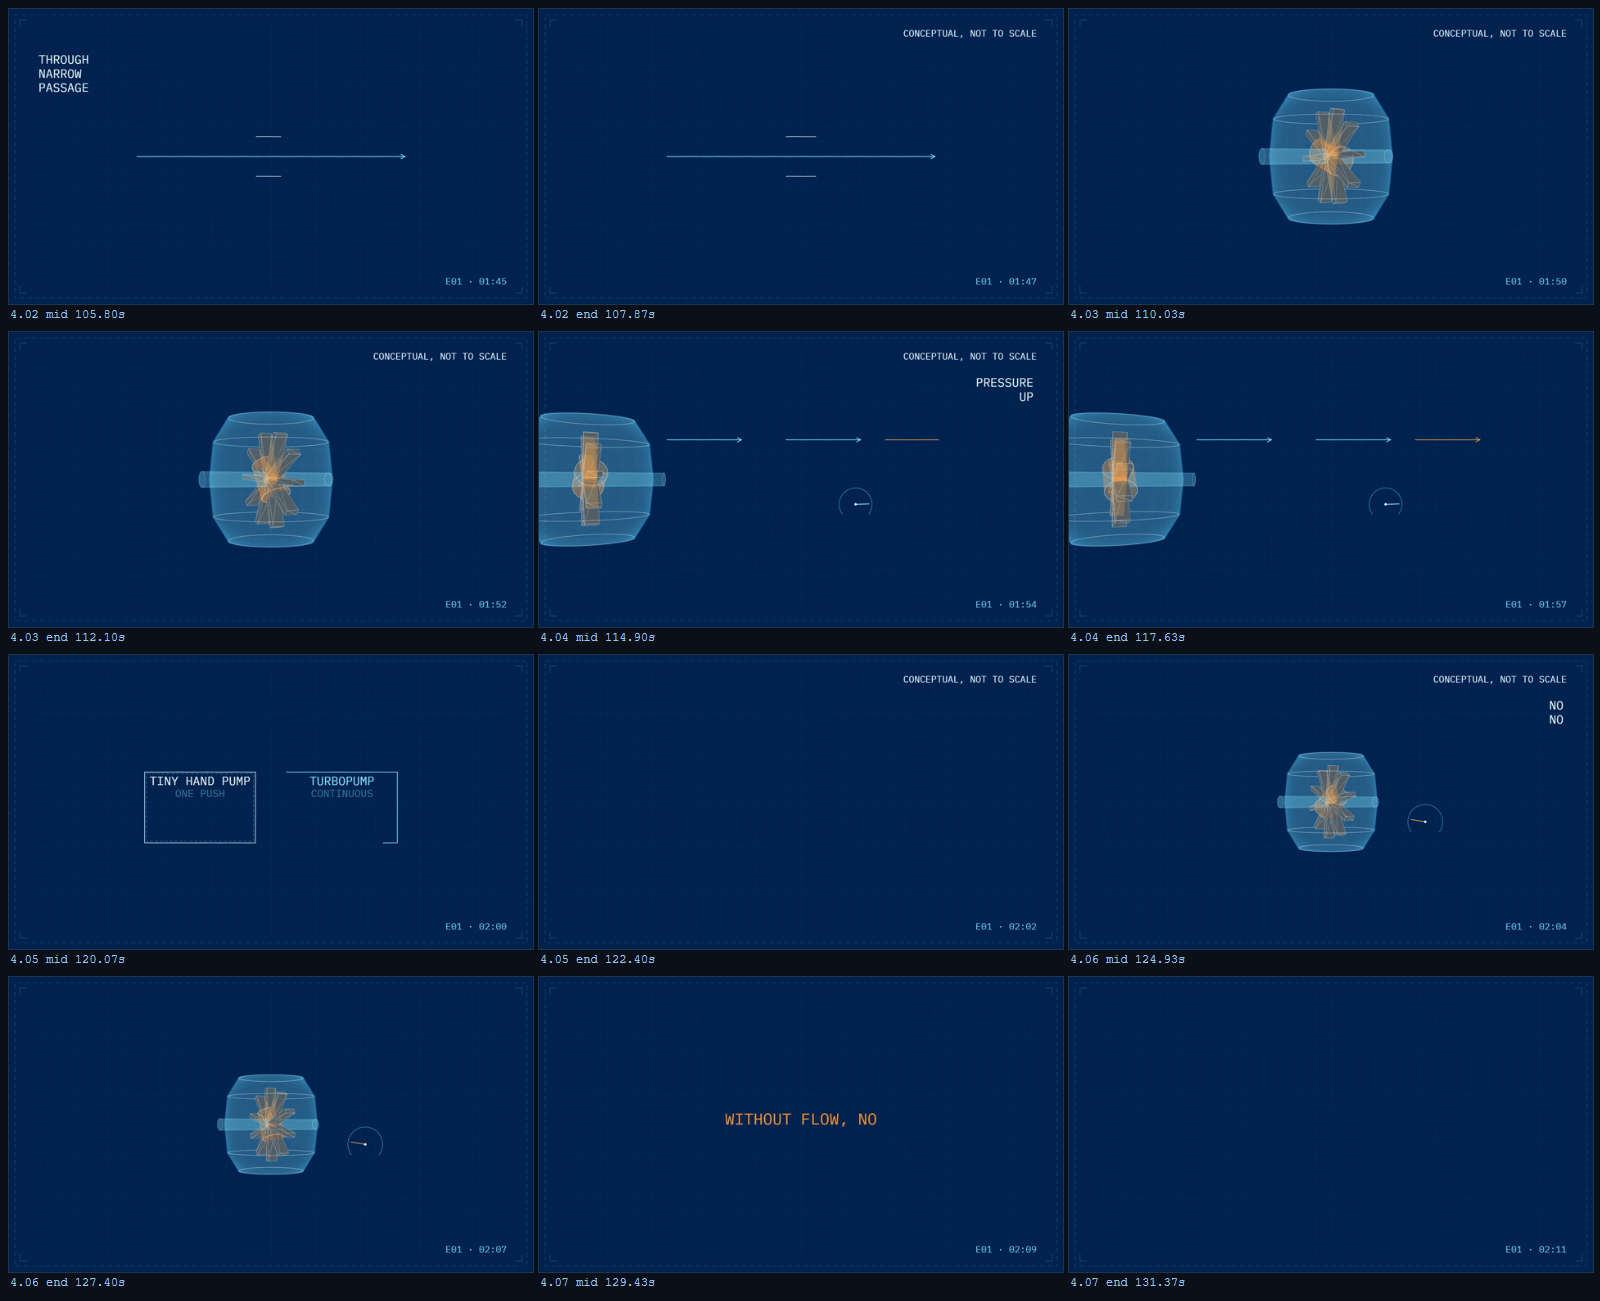 THROUGH
NARROW
PASSAGE
E01 · 01:45
4.02 mid 105.80s
CONCEPTUAL, NOT TO SCALE
E01 · 01:47
4.02 end 107.87s
CONCEPTUAL, NOT TO SCALE
E01 · 01:50
4.03 mid 110.03s
CONCEPTUAL, NOT TO SCALE
E01 · 01:52
4.03 end 112.10s
CONCEPTUAL, NOT TO SCALE
PRESSURE
UP
E01 · 01:54
4.04 mid 114.90s
E01 · 01:57
4.04 end 117.63s
TINY HAND PUMP
ONE PUSH
TURBOPUMP
CONTINUOUS
E01 · 02:00
4.05 mid 120.07s
CONCEPTUAL, NOT TO SCALE
E01 · 02:02
4.05 end 122.40s
CONCEPTUAL, NOT TO SCALE
NO
NO
E01 · 02:04
4.06 mid 124.93s
E01 · 02:07
4.06 end 127.40s
WITHOUT FLOW, NO
E01 · 02:09
4.07 mid 129.43s
E01 · 02:11
4.07 end 131.37s